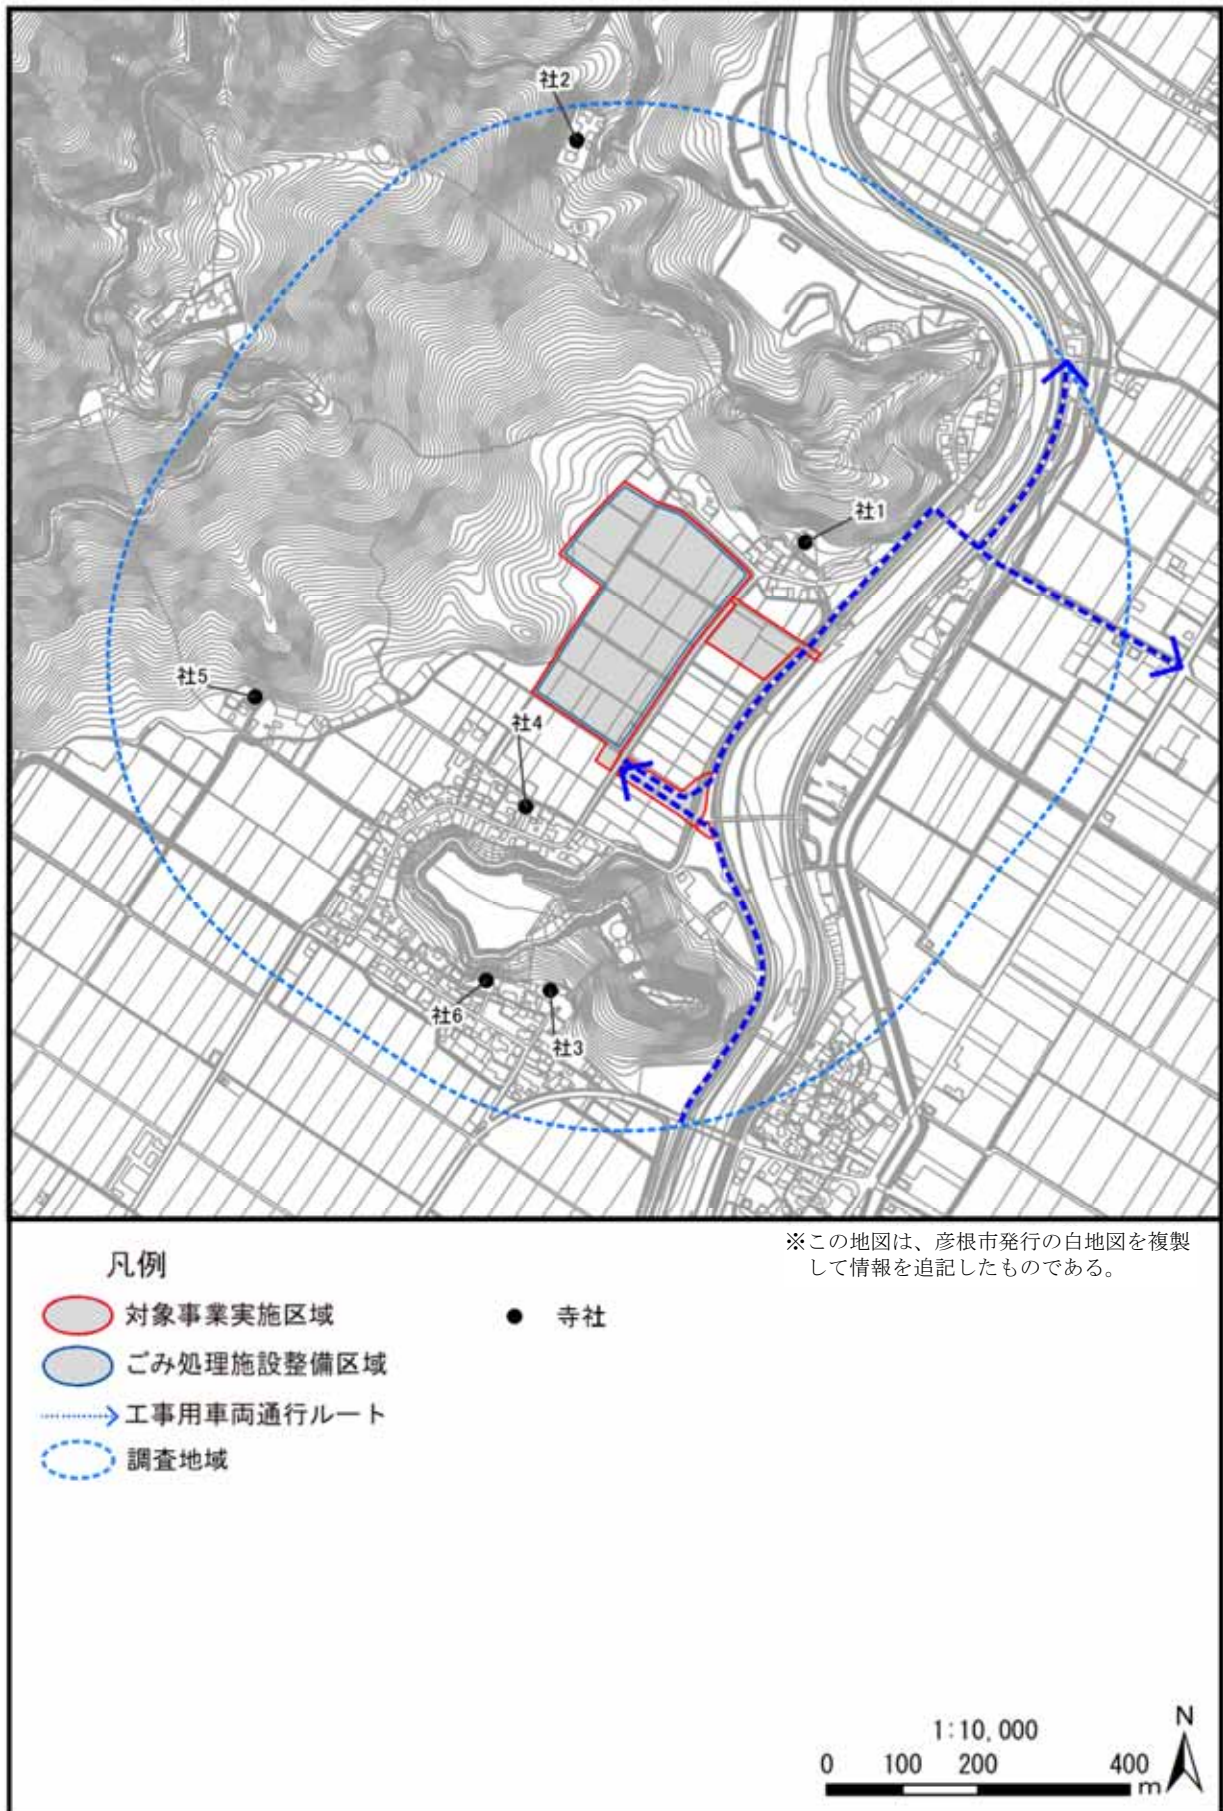 社2
社1
社5
社4
社6
社3
※この地図は、彦根市発行の白地図を複製
して情報を追記したものである。
凡例
対象事業実施区域
寺社
ごみ処理施設整備区域
工事用車両通行ルート
調査地域
1:10,000
N
0 100 200 400
m